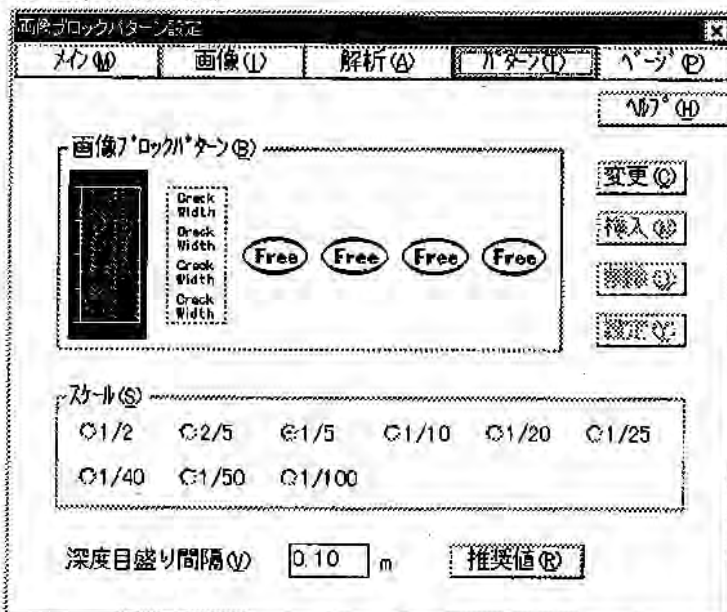 画像ブロックパターン設定
ﾒｲﾝ(M) 画像(I) 解析(A) ﾊﾟﾀｰﾝ(T) ﾍﾟｰｼﾞ(P)
ﾍﾙﾌﾟ(H)
画像ﾌﾞﾛｯｸﾊﾟﾀｰﾝ(B)
変更(C)
Crack
Width
Crack
Width
Crack
Width
Crack
Width
Free Free Free Free
挿入(N)
削除(D)
設定(Y)
ｽｹｰﾙ(S)
1/2 2/5 1/5 1/10 1/20 1/25
1/40 1/50 1/100
深度目盛り間隔(V) 0.10 m 推奨値(R)